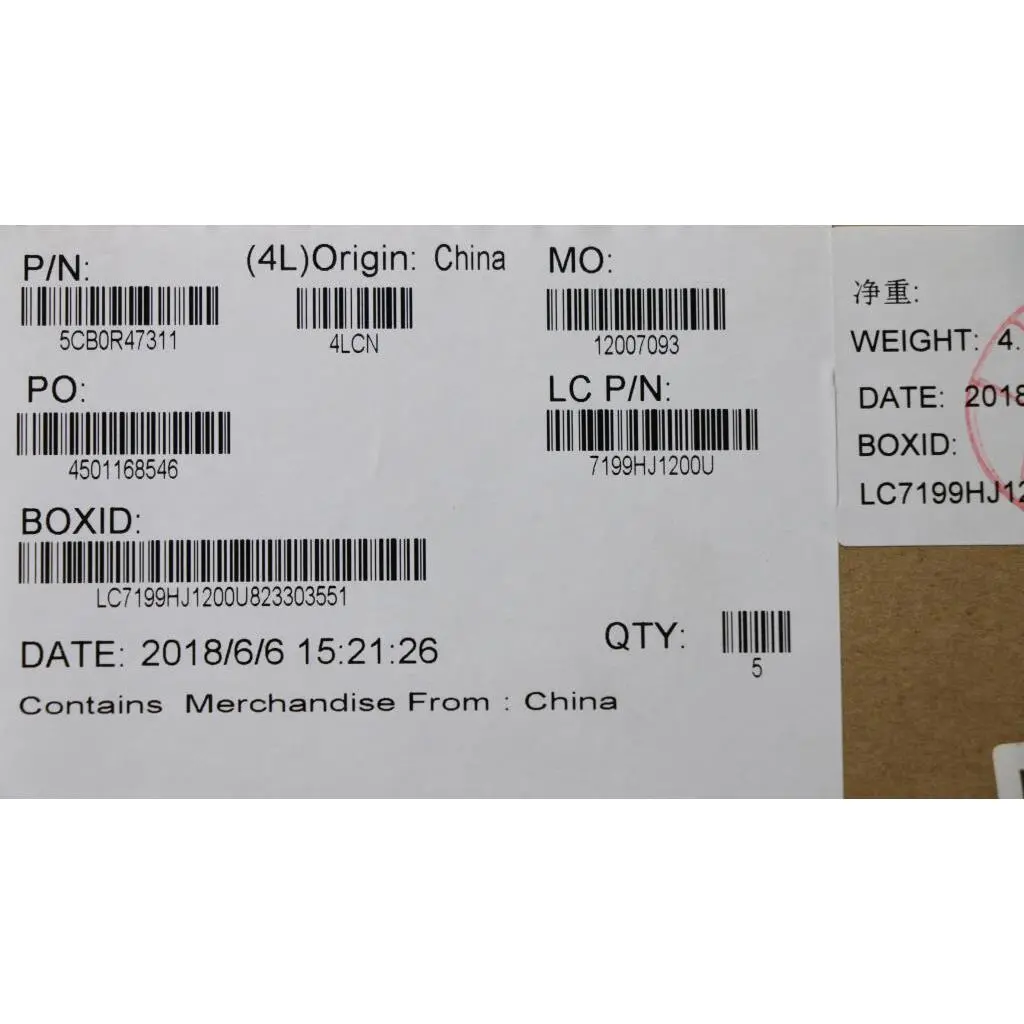 P/N:
5CB0R47311
(4L)Origin: China
4LCN
MO:
12007093
PO:
4501168546
LC P/N:
7199HJ1200U
BOXID:
LC7199HJ1200U823303551
DATE: 2018/6/6 15:21:26
QTY:
5
Contains Merchandise From : China
净重:
WEIGHT: 4.
DATE: 2018
BOXID:
LC7199HJ12